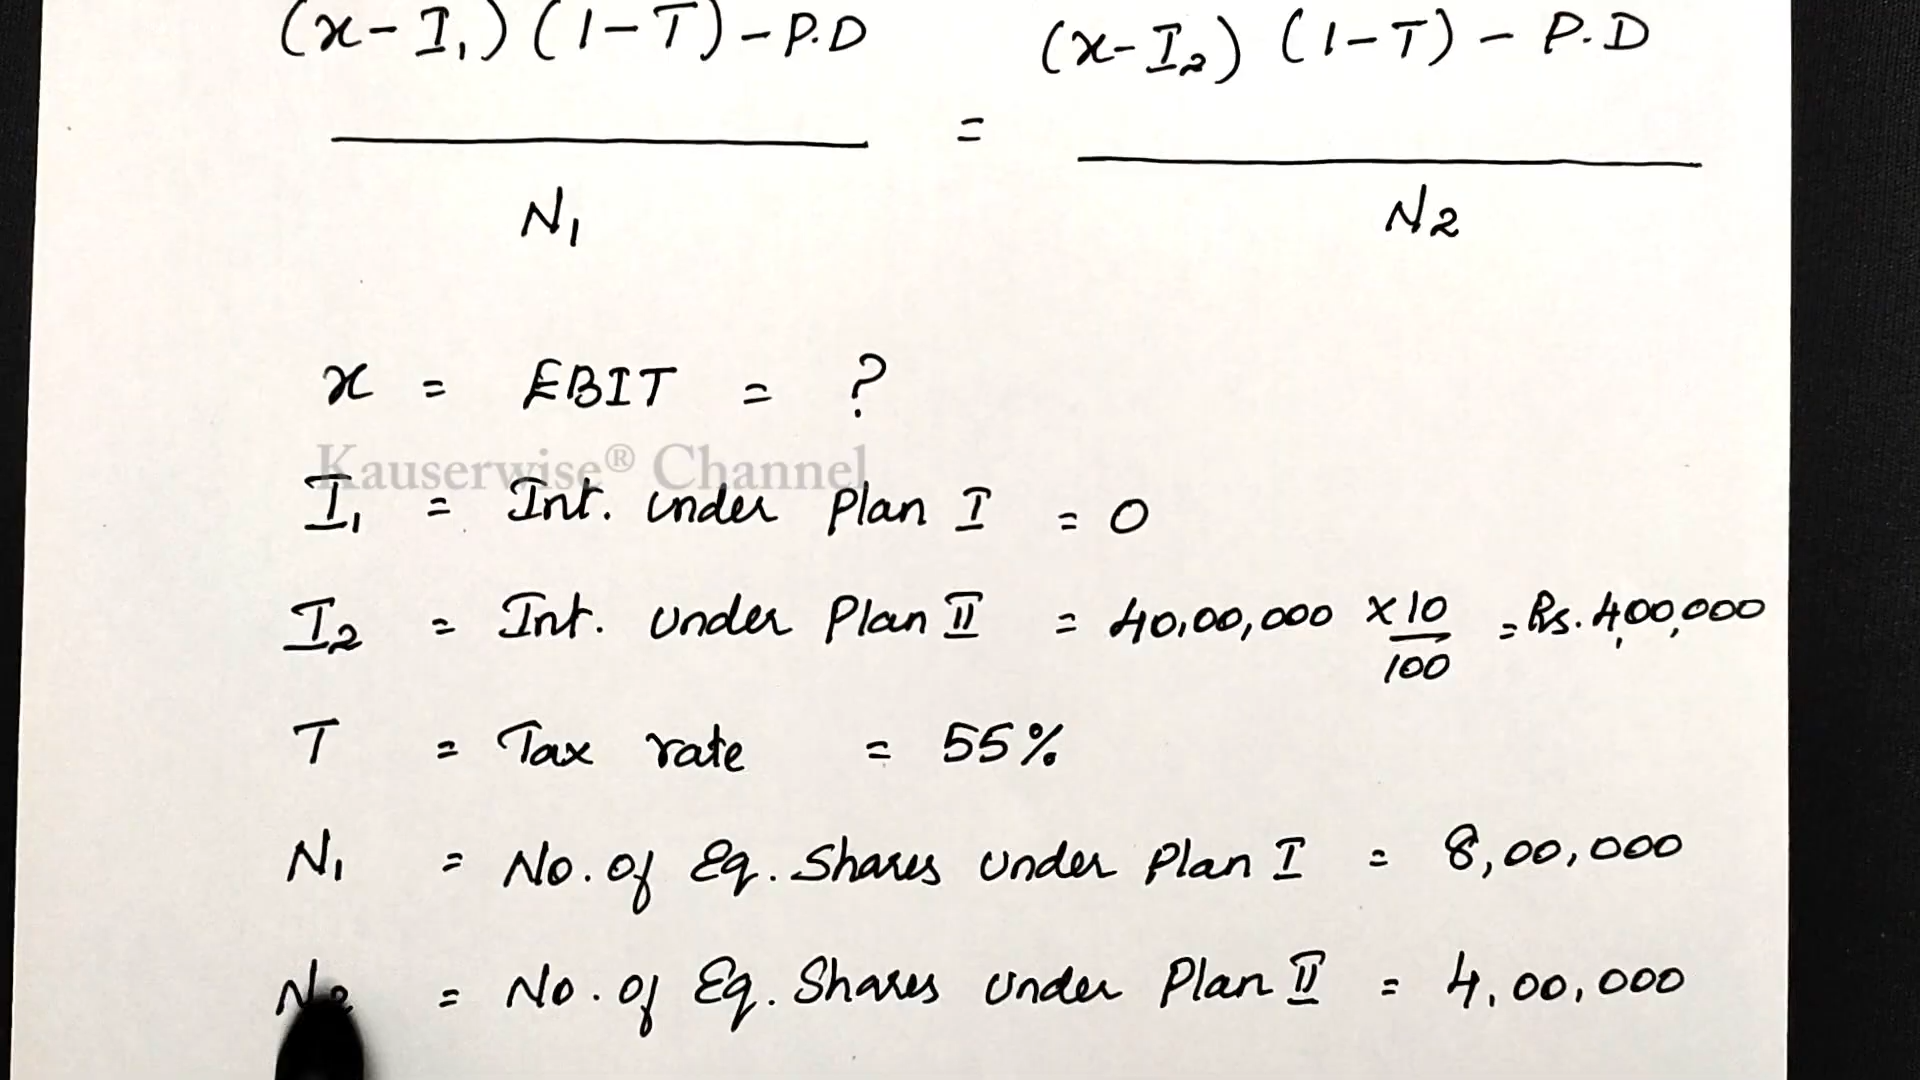 (x-I₁) (1-T) - P.D
N₁
=
(x-I₂) (1-T) - P.D
N₂
x = EBIT = ?
Kauserwise® Channel
I₁ = Int. under Plan I = 0
I₂ = Int. under Plan II = 40,00,000 × 10/100 = Rs. 4,00,000
T = Tax rate = 55%
N₁ = No. of Eq. Shares under Plan I = 8,00,000
N₂ = No. of Eq. Shares under Plan II = 4,00,000